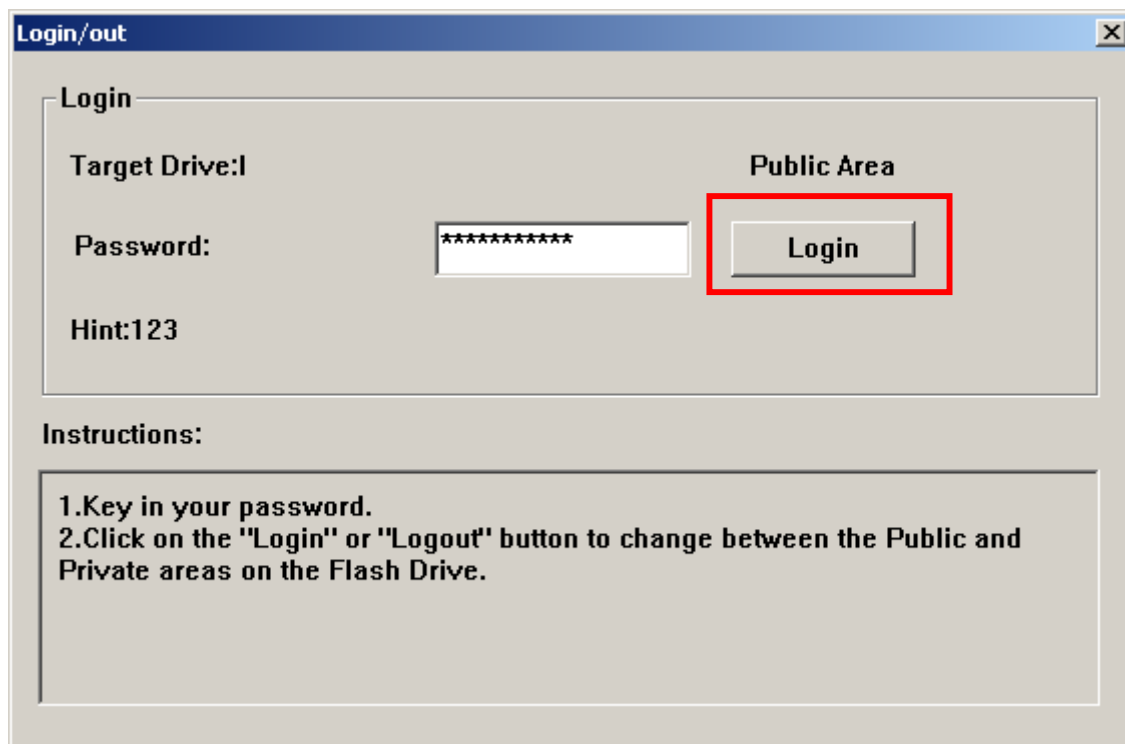 Login/out
Login
Target Drive:I
Public Area
Password:
***********
Login
Hint:123
Instructions:
1.Key in your password.
2.Click on the "Login" or "Logout" button to change between the Public and
Private areas on the Flash Drive.